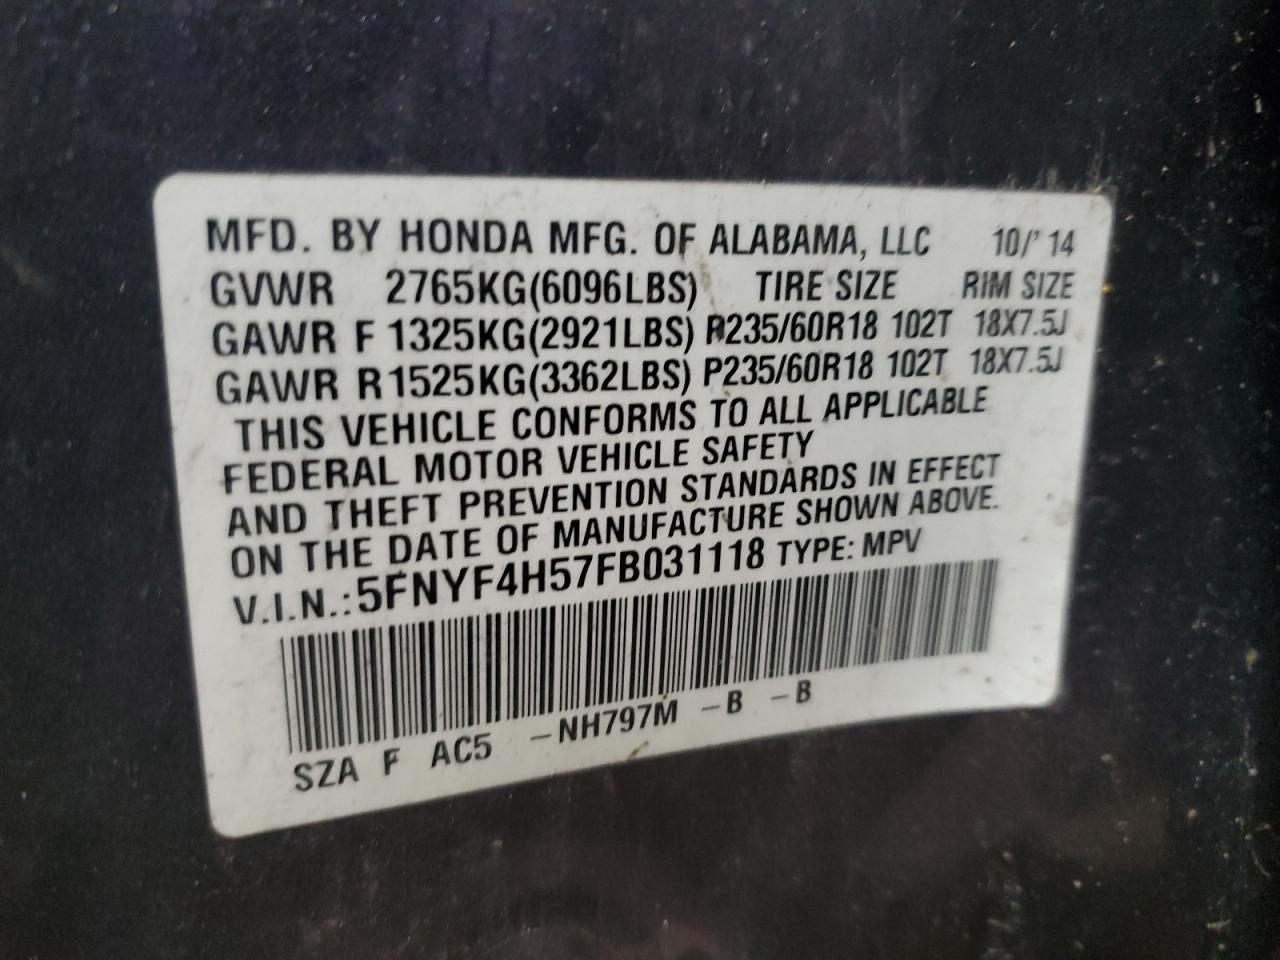 MFD. BY HONDA MFG. OF ALABAMA, LLC 10/'14
GVWR 2765KG(6096LBS) TIRE SIZE RIM SIZE
GAWR F 1325KG(2921LBS) P235/60R18 102T 18X7.5J
GAWR R 1525KG(3362LBS) P235/60R18 102T 18X7.5J
THIS VEHICLE CONFORMS TO ALL APPLICABLE
FEDERAL MOTOR VEHICLE SAFETY
AND THEFT PREVENTION STANDARDS IN EFFECT
ON THE DATE OF MANUFACTURE SHOWN ABOVE.
V.I.N.:5FNYF4H57FB031118 TYPE: MPV
SZA F AC5 -NH797M -B -B